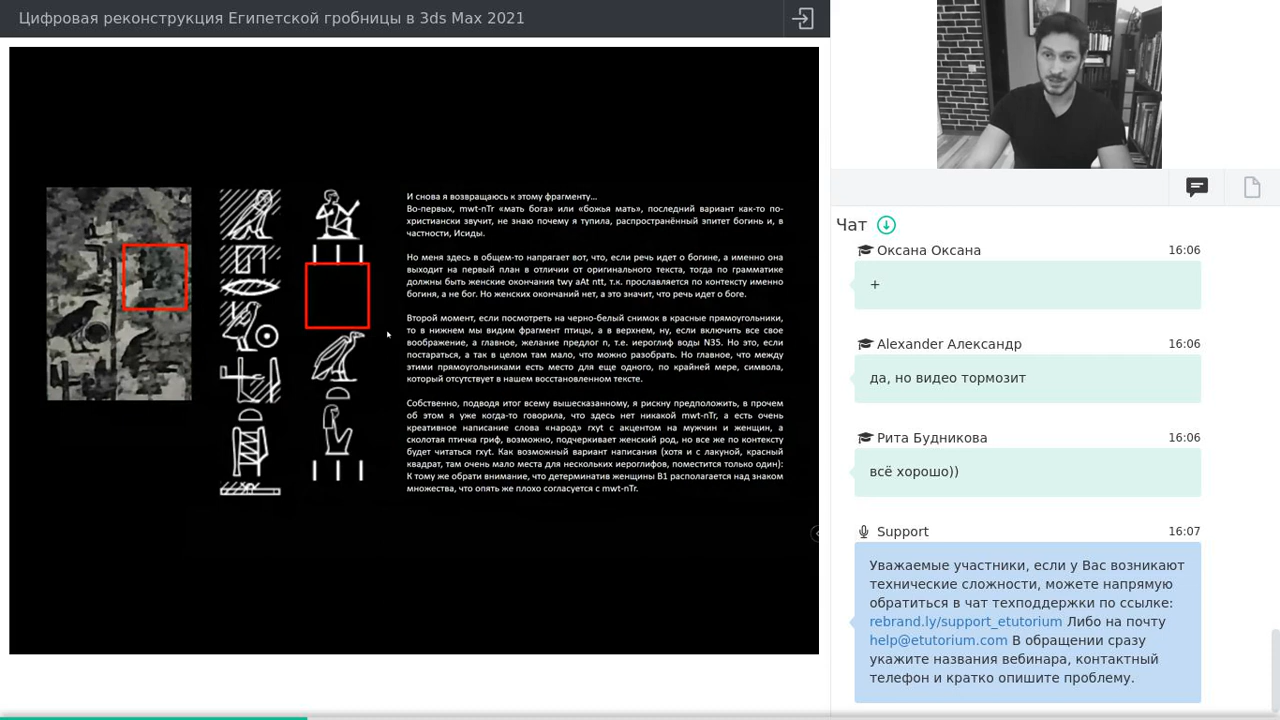 Цифровая реконструкция Египетской гробницы в 3ds Max 2021
И снова я возвращаюсь к этому фрагменту...
Во-первых, mwt-nTr «мать бога» или «божья мать», последний вариант как-то по-
христиански звучит, не знаю почему я тупила, распространённый эпитет богинь и, в
частности, Исиды.
Но меня здесь в общем-то напрягает вот, что, если речь идет о богине, а именно она
выходит на первый план в отличии от оригинального текста, тогда по грамматике
должны быть женские окончания twy aAt ntt, т.к. прославляется по контексту именно
богиня, а не бог. Но женских окончаний нет, а это значит, что речь идет о боге.
Второй момент, если посмотреть на черно-белый снимок в красные прямоугольники,
то в нижнем мы видим фрагмент птицы, а в верхнем, ну, если включить все свое
воображение, а главное, желание предлог n, т.е. иероглиф воды N35. Но это, если
постараться, а так в целом там мало, что можно разобрать. Но главное, что между
этими прямоугольниками есть место для еще одного, по крайней мере, символа,
который отсутствует в нашем восстановленном тексте.
Собственно, подводя итог всему вышесказанному, я рискну предположить, в прочем
об этом я уже когда-то говорила, что здесь нет никакой mwt-nTr, а есть очень
креативное написание слова «народ» rxyt с акцентом на мужчин и женщин, а
сколотая птичка гриф, возможно, подчеркивает женский род, но все же по контексту
будет читаться rxyt. Как возможный вариант написания (хотя и с лакуной, красный
квадрат, там очень мало места для нескольких иероглифов, поместится только один):
К тому же обрати внимание, что детерминатив женщины B1 располагается над знаком
множества, что опять же плохо согласуется с mwt-nTr.
Чат
Оксана Оксана 16:06
+
Alexander Александр 16:06
да, но видео тормозит
Рита Будникова 16:06
всё хорошо))
Support 16:07
Уважаемые участники, если у Вас возникают
технические сложности, можете напрямую
обратиться в чат техподдержки по ссылке:
rebrand.ly/support_etutorium Либо на почту
help@etutorium.com В обращении сразу
укажите названия вебинара, контактный
телефон и кратко опишите проблему.